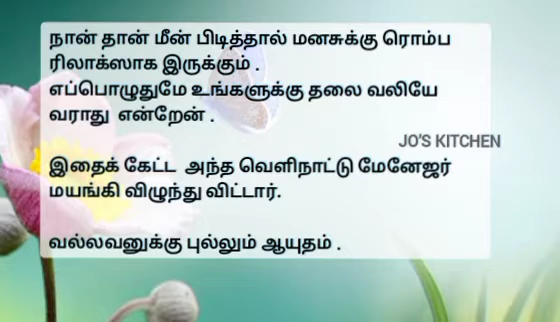 நான் தான் மீன் பிடித்தால் மனசுக்கு ரொம்ப
ரிலாக்ஸாக இருக்கும் .
எப்பொழுதுமே உங்களுக்கு தலை வலியே
வராது என்றேன் .
JO'S KITCHEN
இதைக் கேட்ட அந்த வெளிநாட்டு மேனேஜர்
மயங்கி விழுந்து விட்டார்.
வல்லவனுக்கு புல்லும் ஆயுதம் .